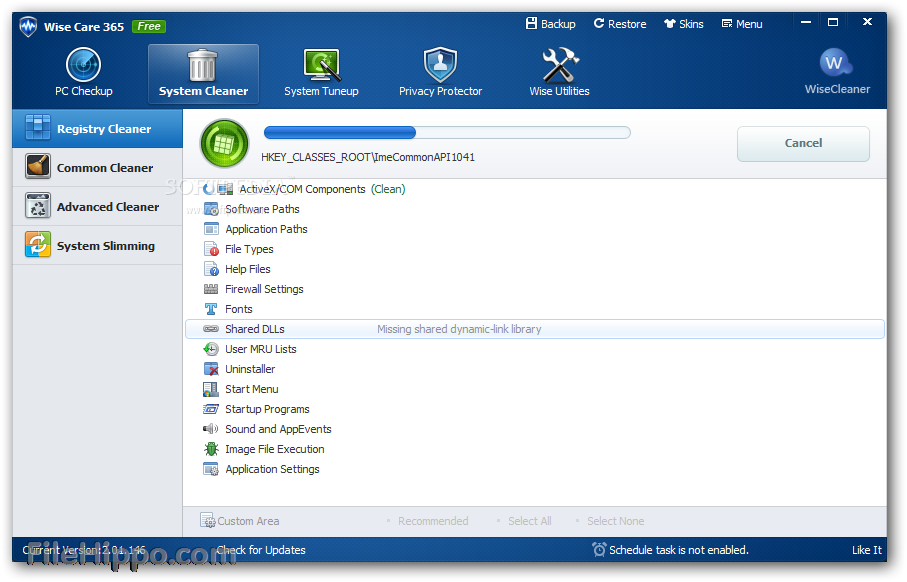 Wise Care 365 Free Backup Restore Skins Menu
PC Checkup
System Cleaner
System Tuneup
Privacy Protector
Wise Utilities
W
WiseCleaner
Registry Cleaner
Common Cleaner
Advanced Cleaner
System Slimming
HKEY_CLASSES_ROOT\ImeCommonAPI1041
Cancel
ActiveX/COM Components (Clean)
Software Paths
Application Paths
File Types
Help Files
Firewall Settings
Fonts
Shared DLLs Missing shared dynamic-link library
User MRU Lists
Uninstaller
Start Menu
Startup Programs
Sound and AppEvents
Image File Execution
Application Settings
Custom Area Recommended Select All Select None
Current Version:2.01.146 Check for Updates Schedule task is not enabled. Like It
FileHippo.com